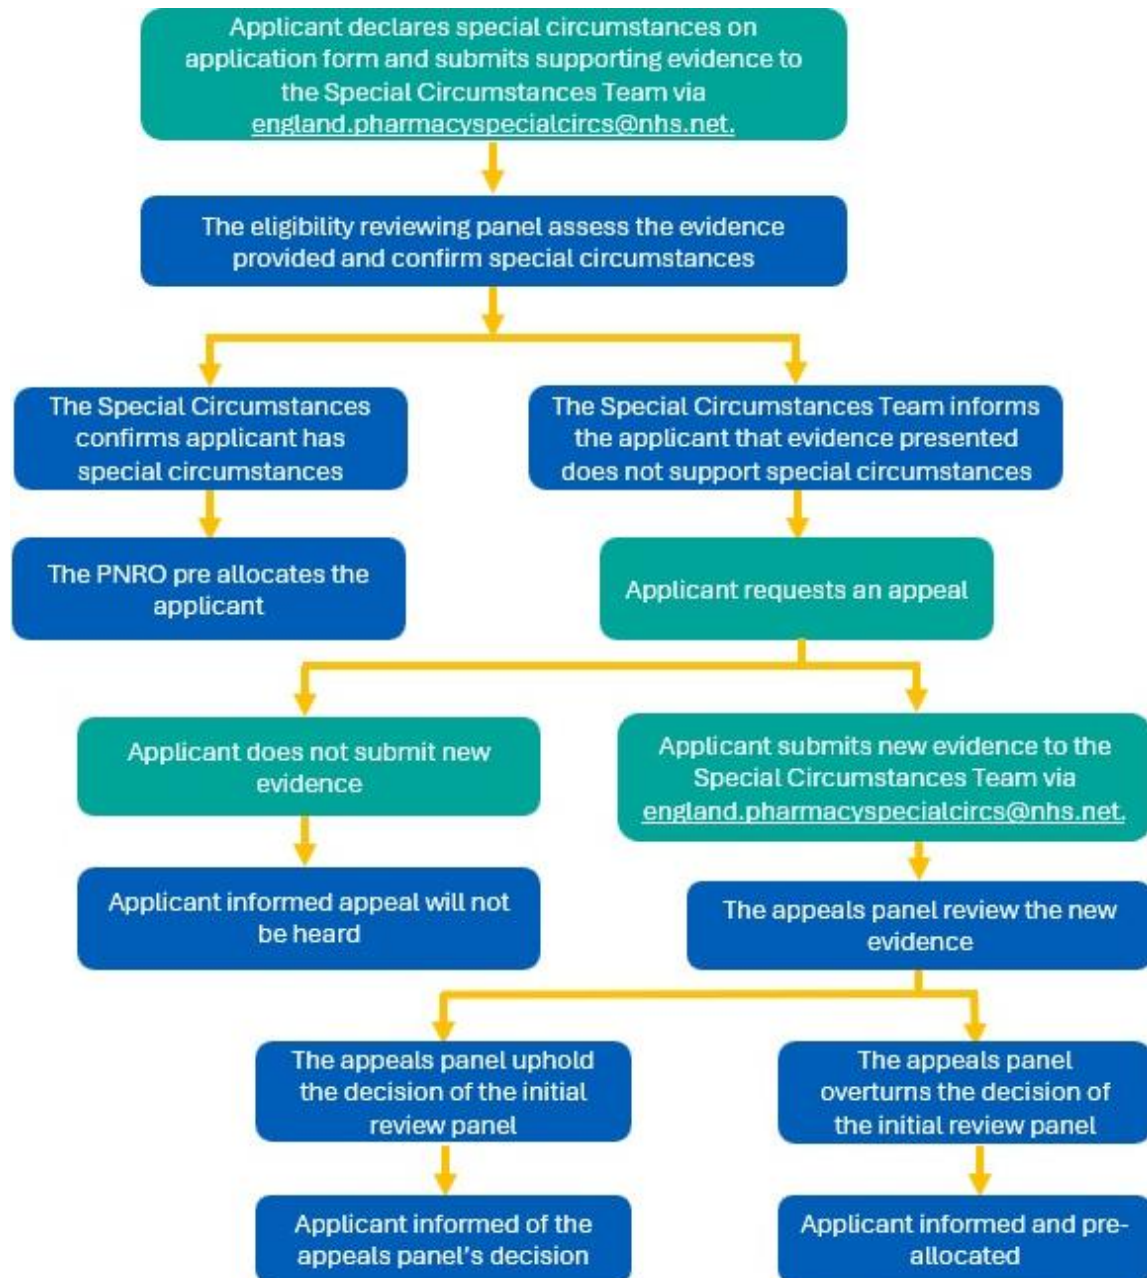 Applicant declares special circumstances on
application form and submits supporting evidence to
the Special Circumstances Team via
england.pharmacyspecialcircs@nhs.net.
The eligibility reviewing panel assess the evidence
provided and confirm special circumstances
The Special Circumstances
confirms applicant has
special circumstances
The Special Circumstances Team informs
the applicant that evidence presented
does not support special circumstances
The PNRO pre allocates the
applicant
Applicant requests an appeal
Applicant does not submit new
evidence
Applicant submits new evidence to the
Special Circumstances Team via
england.pharmacyspecialcircs@nhs.net.
Applicant informed appeal will not
be heard
The appeals panel review the new
evidence
The appeals panel uphold
the decision of the initial
review panel
The appeals panel
overturns the decision of
the initial review panel
Applicant informed of the
appeals panel’s decision
Applicant informed and pre-
allocated